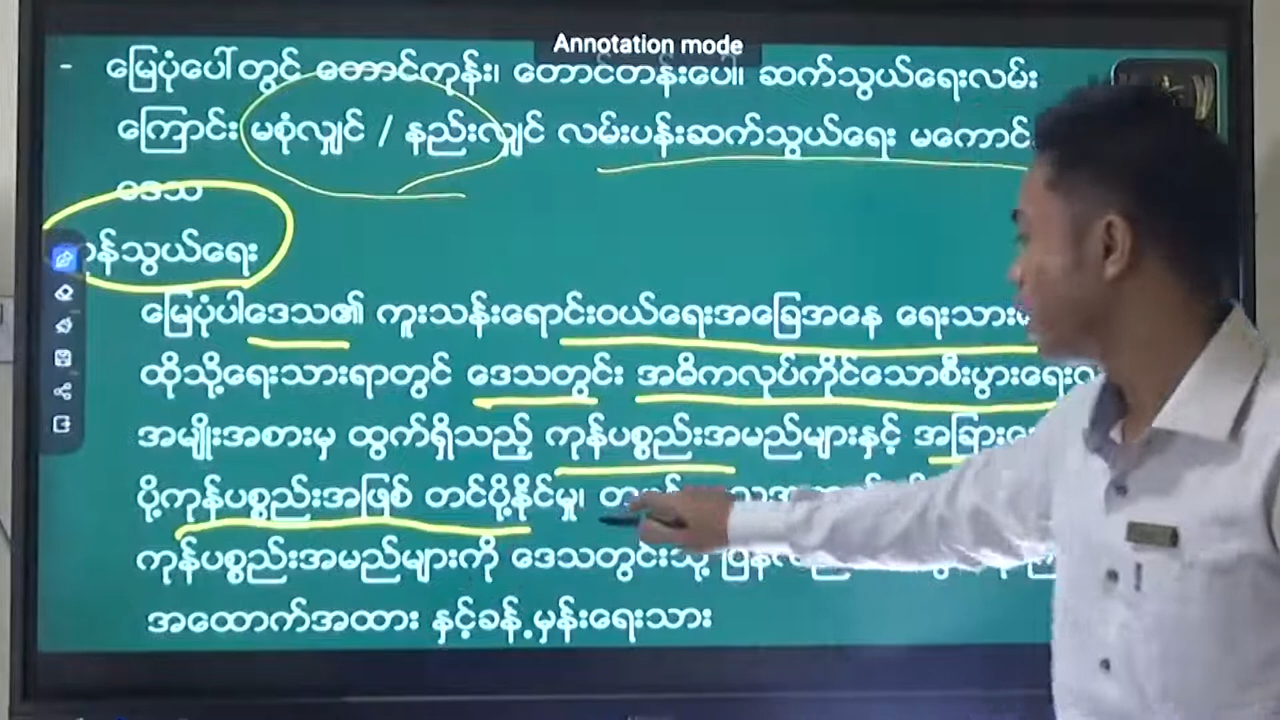 Annotation mode
- မြေပုံပေါ်တွင် တောင်ကုန်း၊ တောင်တန်းပေါ၊ ဆက်သွယ်ရေးလမ်း
ကြောင်း မစုံလျှင် / နည်းလျှင် လမ်းပန်းဆက်သွယ်ရေး မကောင်
ဒေသ
ကုန်သွယ်ရေး
မြေပုံပါဒေသ၏ ကူးသန်းရောင်းဝယ်ရေးအခြေအနေ ရေးသား
ထိုသို့ရေးသားရာတွင် ဒေသတွင်း အဓိကလုပ်ကိုင်သောစီးပွားရေး
အမျိုးအစားမှ ထွက်ရှိသည့် ကုန်ပစ္စည်းအမည်များနှင့် အခြား
ပို့ကုန်ပစ္စည်းအဖြစ် တင်ပို့နိုင်မှု၊
ကုန်ပစ္စည်းအမည်များကို ဒေသတွင်းသို့
အထောက်အထား နှင့်ခန့်မှန်းရေးသား